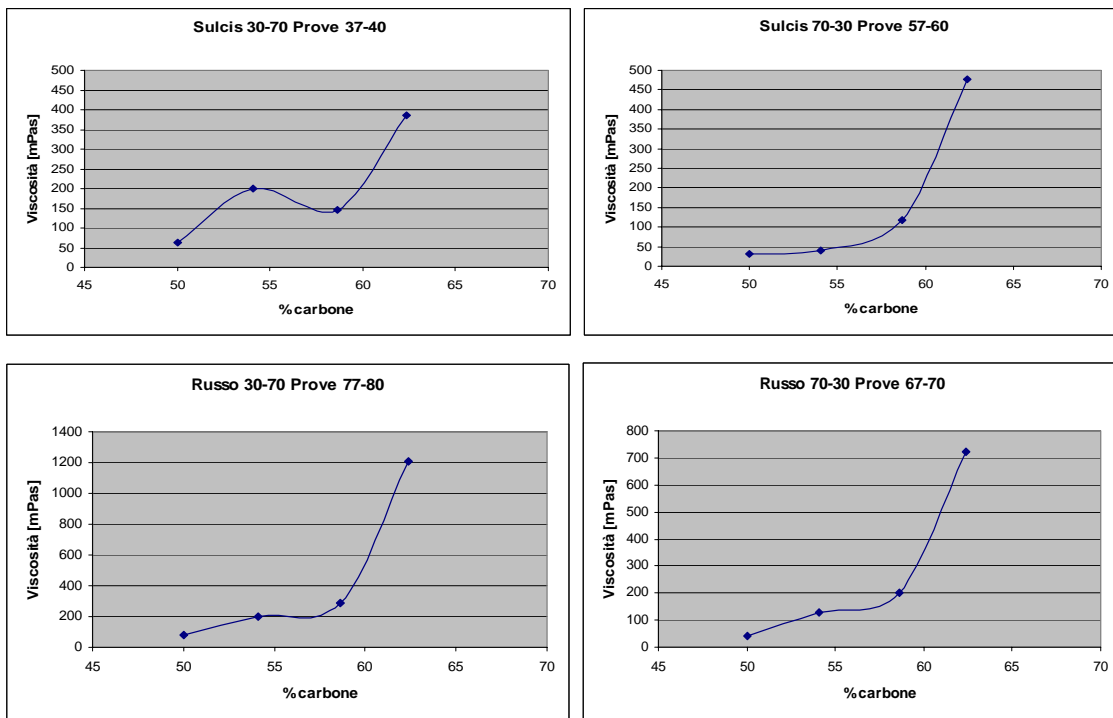 Sulcis 30-70 Prove 37-40
Viscosità [mPas]
500
450
400
350
300
250
200
150
100
50
0
45 50 55 60 65 70
% carbone
Sulcis 70-30 Prove 57-60
Viscosità [mPas]
500
450
400
350
300
250
200
150
100
50
0
45 50 55 60 65 70
% carbone
Russo 30-70 Prove 77-80
Viscosità [mPas]
1400
1200
1000
800
600
400
200
0
45 50 55 60 65 70
% carbone
Russo 70-30 Prove 67-70
Viscosità [mPas]
800
700
600
500
400
300
200
100
0
45 50 55 60 65 70
% carbone